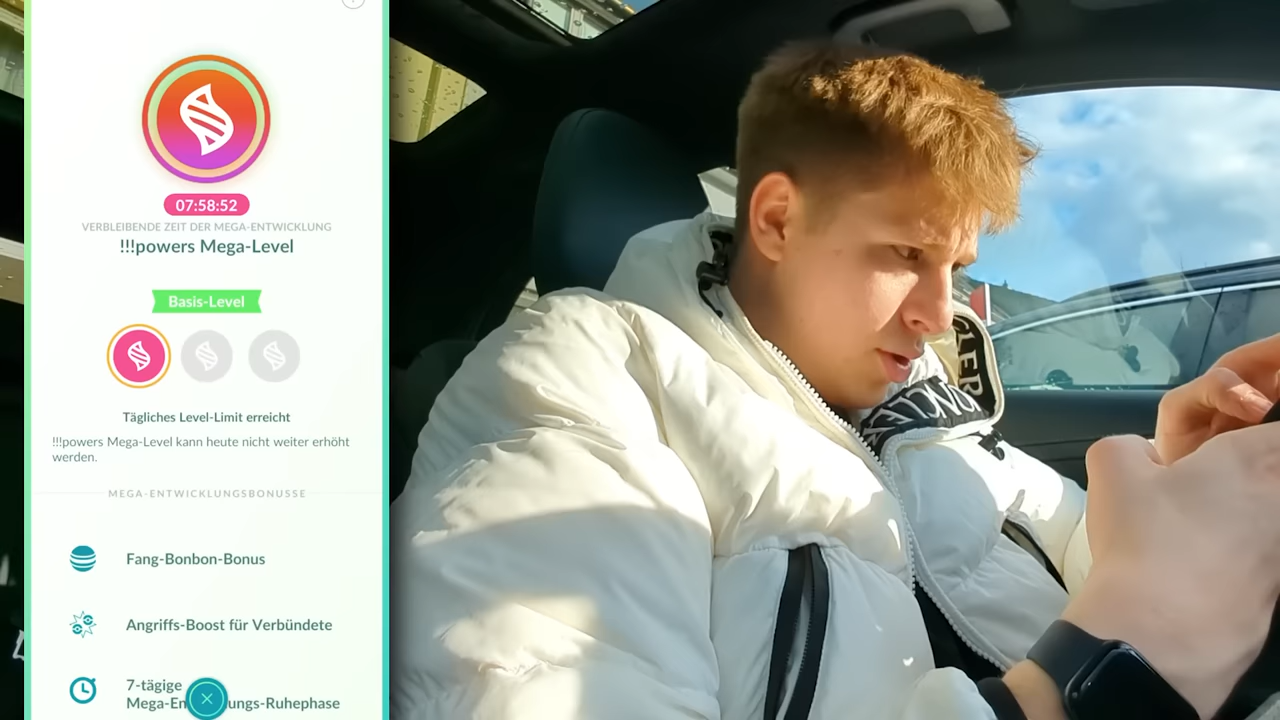 07:58:52
VERBLEIBENDE ZEIT DER MEGA-ENTWICKLUNG
!!!powers Mega-Level
Basis-Level
Tägliches Level-Limit erreicht
!!!powers Mega-Level kann heute nicht weiter erhöht
werden.
MEGA-ENTWICKLUNGSBONUSSE
Fang-Bonbon-Bonus
Angriffs-Boost für Verbündete
7-tägige
Mega-En ungs-Ruhephase